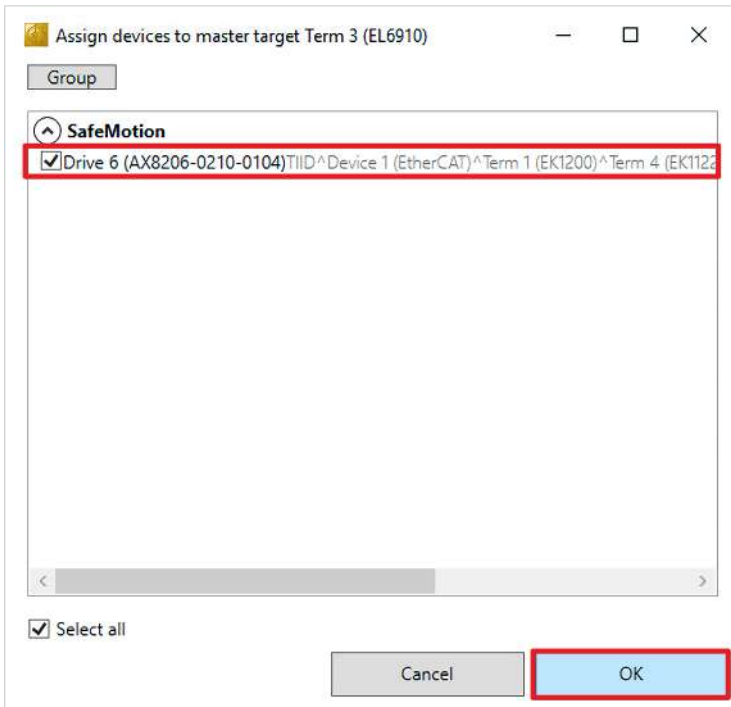 Assign devices to master target Term 3 (EL6910)
Group
SafeMotion
Drive 6 (AX8206-0210-0104)TIID^Device 1 (EtherCAT)^Term 1 (EK1200)^Term 4 (EK1122
Select all
Cancel
OK